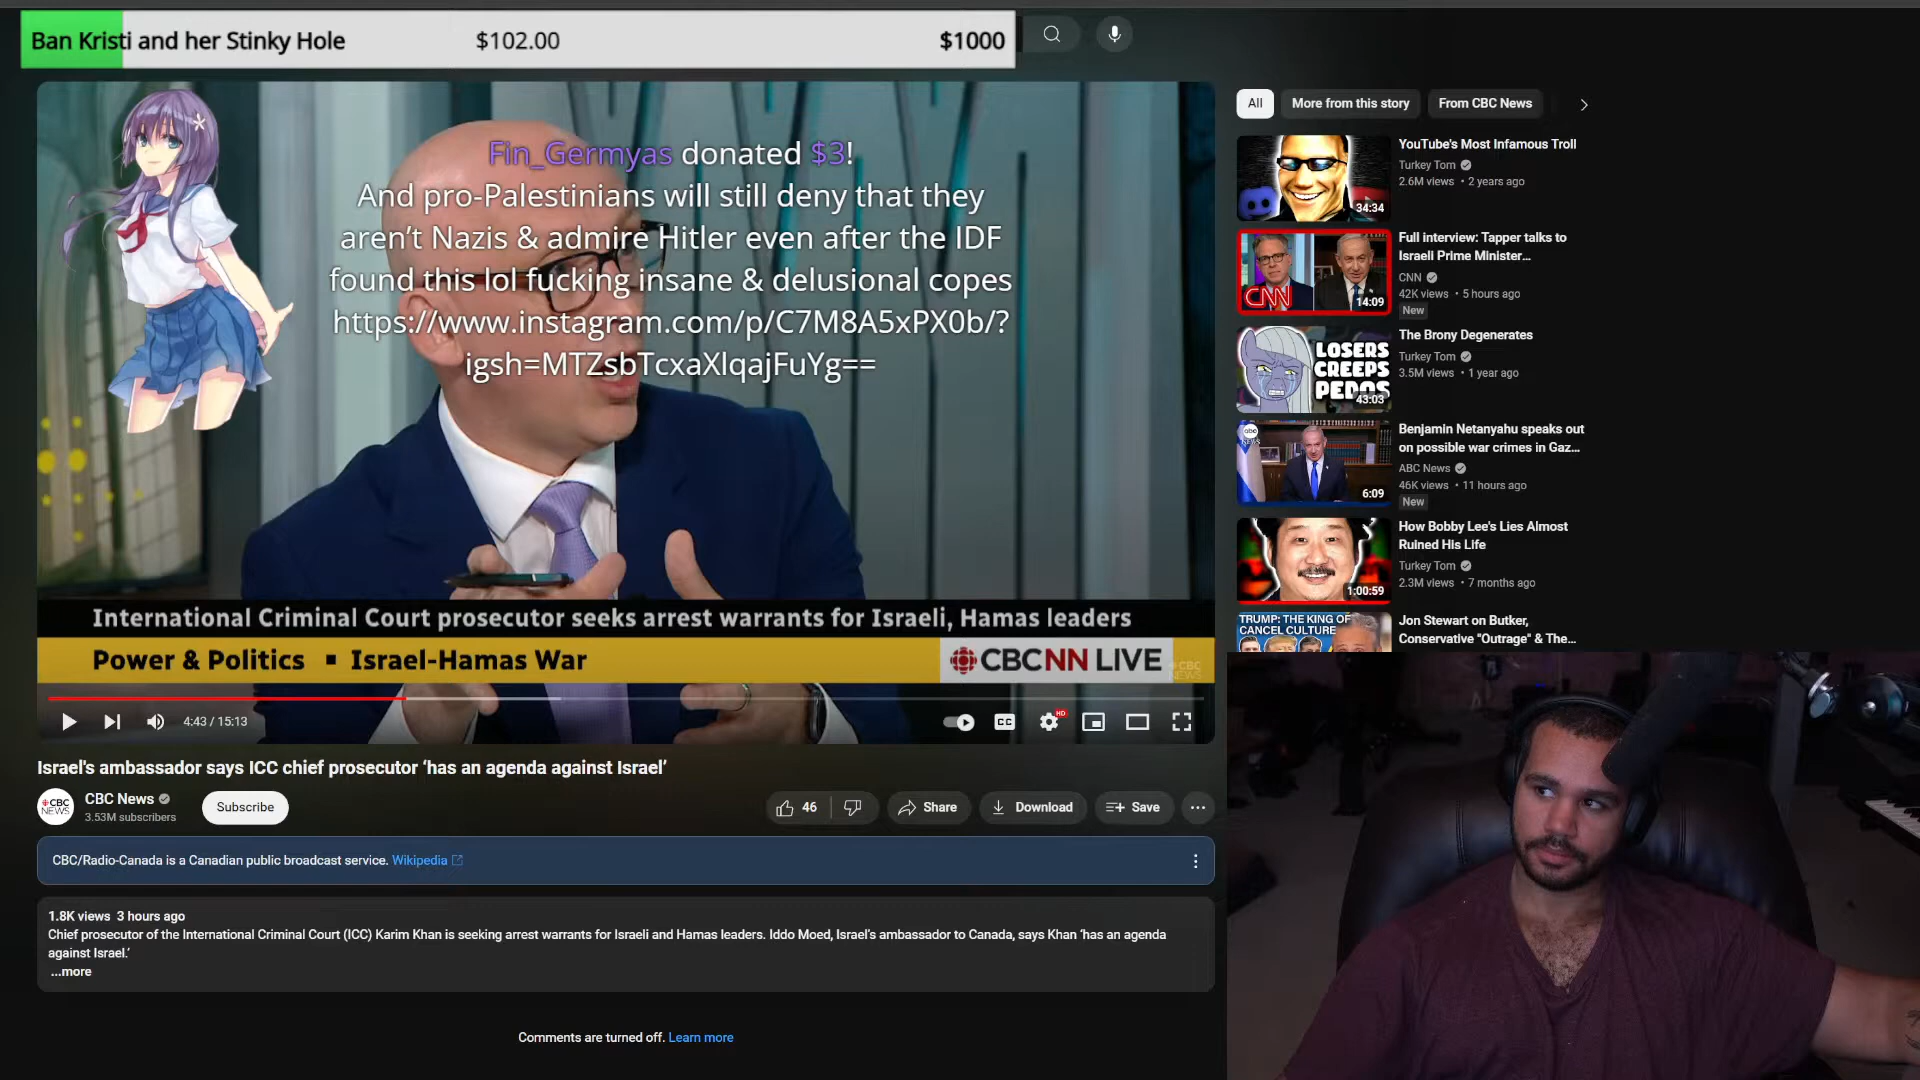 Ban Kristi and her Stinky Hole $102.00 $1000
Fin_Germyas donated $3!
And pro-Palestinians will still deny that they
aren't Nazis & admire Hitler even after the IDF
found this lol fucking insane & delusional copes
https://www.instagram.com/p/C7M8A5xPX0b/?
igsh=MTZsbTcxaXlqajFuYg==
International Criminal Court prosecutor seeks arrest warrants for Israeli, Hamas leaders
Power & Politics ▪ Israel-Hamas War
CBCNN LIVE
CBC NEWS
4:43 / 15:13
CC
HD
Israel's ambassador says ICC chief prosecutor ‘has an agenda against Israel’
CBC NEWS
CBC News
3.53M subscribers
Subscribe
46
Share
Download
Save
CBC/Radio-Canada is a Canadian public broadcast service. Wikipedia
1.8K views 3 hours ago
Chief prosecutor of the International Criminal Court (ICC) Karim Khan is seeking arrest warrants for Israeli and Hamas leaders. Iddo Moed, Israel's ambassador to Canada, says Khan ‘has an agenda
against Israel.’
...more
Comments are turned off. Learn more
All
More from this story
From CBC News
34:34
YouTube's Most Infamous Troll
Turkey Tom
2.6M views • 2 years ago
CNN
14:09
Full interview: Tapper talks to
Israeli Prime Minister...
CNN
42K views • 5 hours ago
New
LOSERS
CREEPS
PEDOS
43:03
The Brony Degenerates
Turkey Tom
3.5M views • 1 year ago
abc
NEWS
6:09
Benjamin Netanyahu speaks out
on possible war crimes in Gaz...
ABC News
46K views • 11 hours ago
New
1:00:59
How Bobby Lee's Lies Almost
Ruined His Life
Turkey Tom
2.3M views • 7 months ago
TRUMP: THE KING OF
CANCEL CULTURE
Jon Stewart on Butker,
Conservative "Outrage" & The...